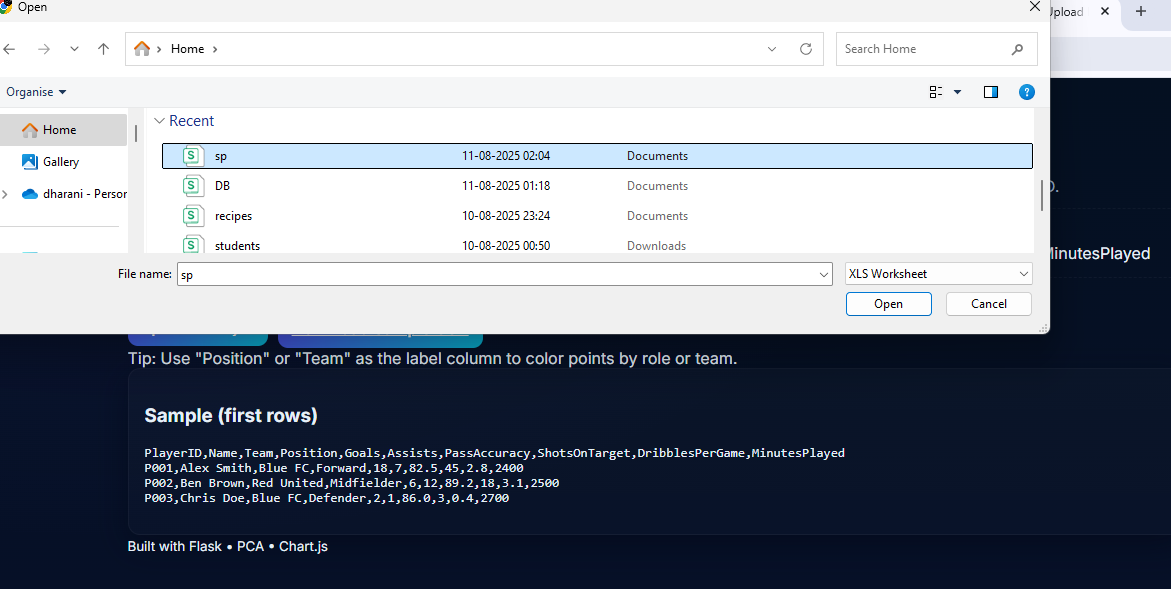 Open
Upload
Home
Search Home
Organise
Home
Gallery
dharani - Persor
Recent
sp 11-08-2025 02:04 Documents
DB 11-08-2025 01:18 Documents
recipes 10-08-2025 23:24 Documents
students 10-08-2025 00:50 Downloads
D.
MinutesPlayed
File name: sp XLS Worksheet
Open Cancel
Tip: Use "Position" or "Team" as the label column to color points by role or team.
Sample (first rows)
PlayerID,Name,Team,Position,Goals,Assists,PassAccuracy,ShotsOnTarget,DribblesPerGame,MinutesPlayed
P001,Alex Smith,Blue FC,Forward,18,7,82.5,45,2.8,2400
P002,Ben Brown,Red United,Midfielder,6,12,89.2,18,3.1,2500
P003,Chris Doe,Blue FC,Defender,2,1,86.0,3,0.4,2700
Built with Flask • PCA • Chart.js